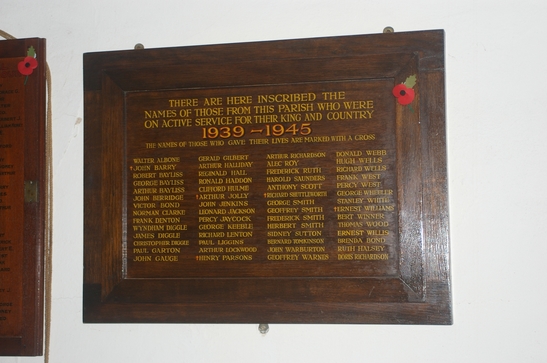 THERE ARE HERE INSCRIBED THE
NAMES OF THOSE FROM THIS PARISH WHO WERE
ON ACTIVE SERVICE FOR THEIR KING AND COUNTRY
1939 – 1945
THE NAMES OF THOSE WHO GAVE THEIR LIVES ARE MARKED WITH A CROSS
WALTER ALBONE
†JOHN BARRY
ROBERT BAYLISS
GEORGE BAYLISS
ARTHUR BAYLISS
JOHN BERRIDGE
VICTOR BOND
NORMAN CLARKE
FRANK DENTON
WYNDHAM DIGGLE
JAMES DIGGLE
CHRISTOPHER DIGGLE
PAUL GARTON
JOHN GAUGE
GERALD GILBERT
ARTHUR HALLIDAY
REGINALD HALL
RONALD HADDON
CLIFFORD HULME
†ARTHUR JOLLY
JOHN JENKINS
LEONARD JACKSON
PERCY JAYCOCK
GEORGE KEEBLE
RICHARD LENTON
PAUL LIGGINS
ARTHUR LOCKWOOD
†HENRY PARSONS
ARTHUR RICHARDSON
ALEC ROY
FREDERICK RUTH
HAROLD SAUNDERS
ANTHONY SCOTT
†RICHARD
GEORGE SMITH
GEOFFREY SMITH
FREDERICK SMITH
HERBERT SMITH
SIDNEY SUTTON
BERNARD TOMKINSON
JOHN WARBURTON
GEOFFREY WARNES
DONALD WEBB
HUGH WELLS
RICHARD WELLS
FRANK WEST
PERCY WEST
GEORGE WHEELER
STANLEY WHITE
†ERNEST WILLIAMS
BERT WINNER
THOMAS WOOD
ERNEST WILLS
BRENDA BOND
RUTH HALSEY
DORIS RICHARDSON